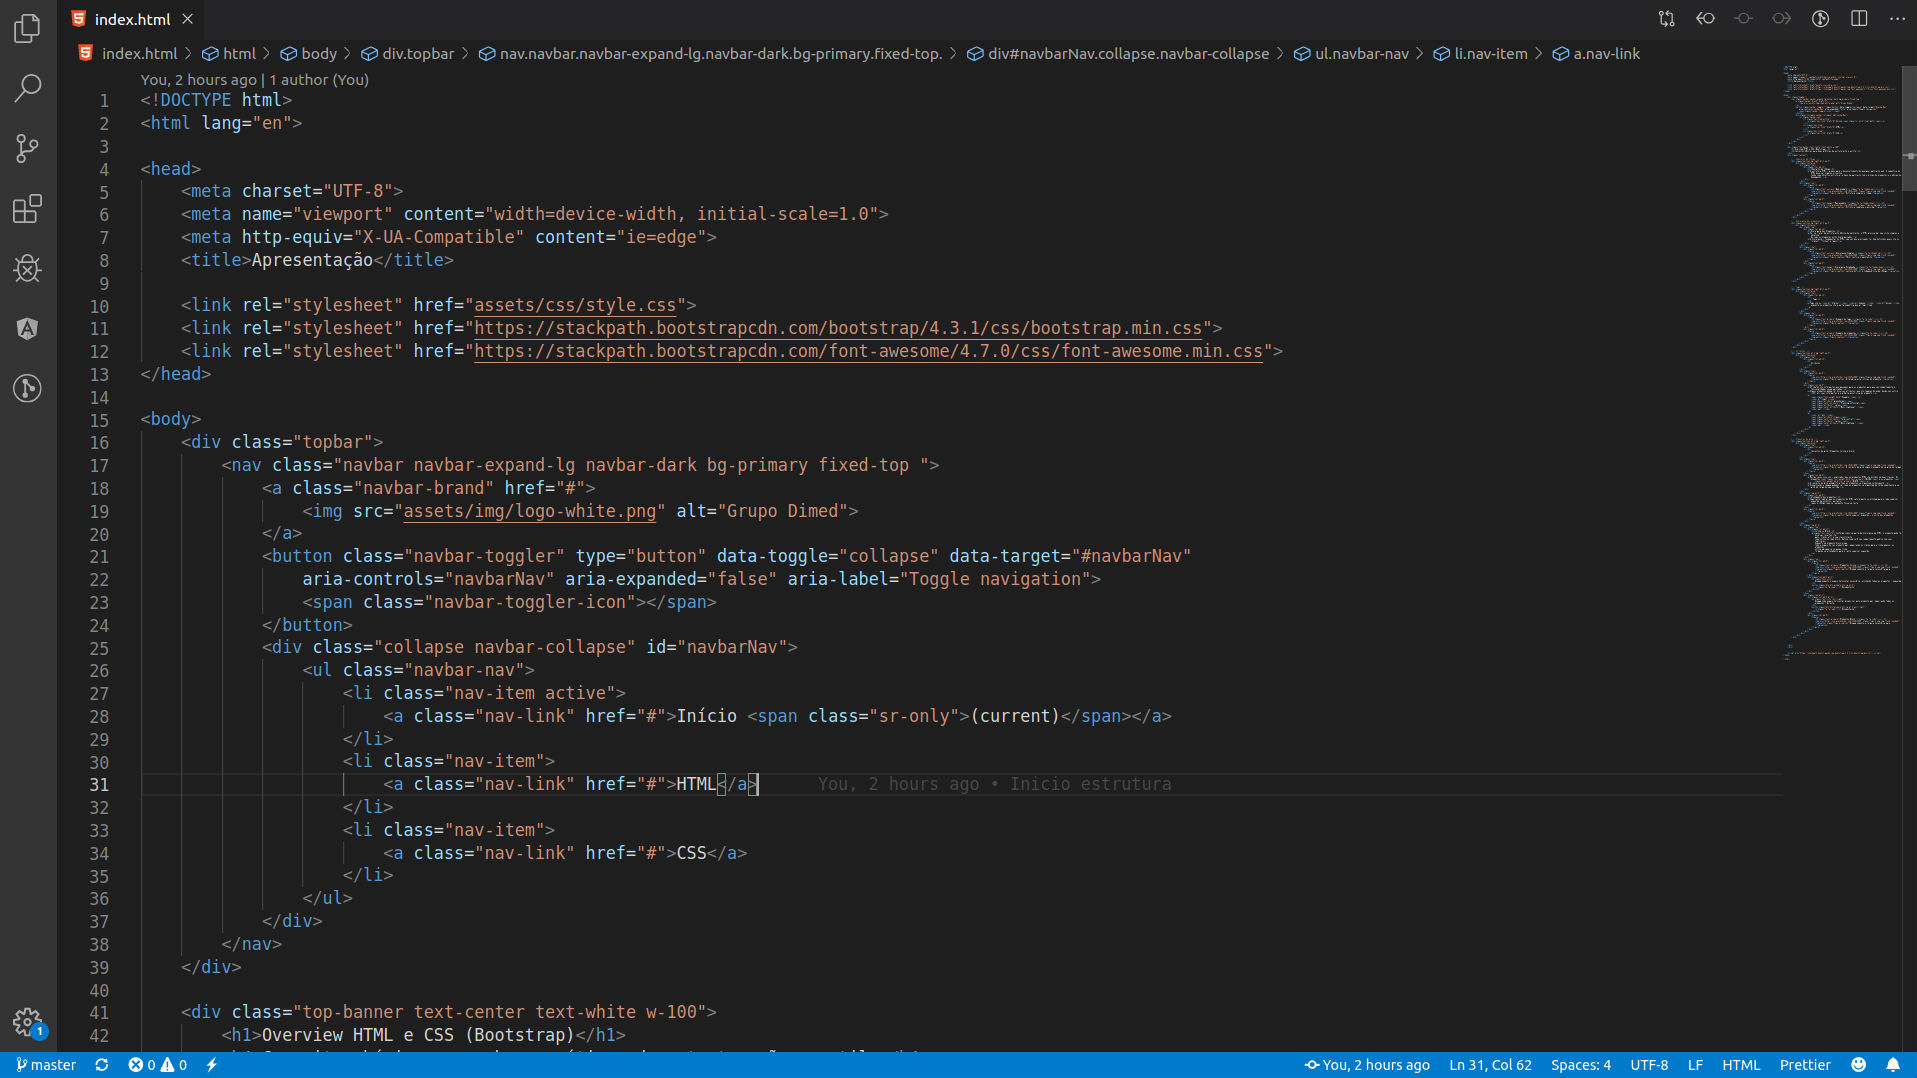 index.html
index.html > html > body > div.topbar > nav.navbar.navbar-expand-lg.navbar-dark.bg-primary.fixed-top. > div#navbarNav.collapse.navbar-collapse > ul.navbar-nav > li.nav-item > a.nav-link
You, 2 hours ago | 1 author (You)
1 <!DOCTYPE html>
2 <html lang="en">
3
4 <head>
5 <meta charset="UTF-8">
6 <meta name="viewport" content="width=device-width, initial-scale=1.0">
7 <meta http-equiv="X-UA-Compatible" content="ie=edge">
8 <title>Apresentação</title>
9
10 <link rel="stylesheet" href="assets/css/style.css">
11 <link rel="stylesheet" href="https://stackpath.bootstrapcdn.com/bootstrap/4.3.1/css/bootstrap.min.css">
12 <link rel="stylesheet" href="https://stackpath.bootstrapcdn.com/font-awesome/4.7.0/css/font-awesome.min.css">
13 </head>
14
15 <body>
16 <div class="topbar">
17 <nav class="navbar navbar-expand-lg navbar-dark bg-primary fixed-top ">
18 <a class="navbar-brand" href="#">
19 <img src="assets/img/logo-white.png" alt="Grupo Dimed">
20 </a>
21 <button class="navbar-toggler" type="button" data-toggle="collapse" data-target="#navbarNav"
22 aria-controls="navbarNav" aria-expanded="false" aria-label="Toggle navigation">
23 <span class="navbar-toggler-icon"></span>
24 </button>
25 <div class="collapse navbar-collapse" id="navbarNav">
26 <ul class="navbar-nav">
27 <li class="nav-item active">
28 <a class="nav-link" href="#">Início <span class="sr-only">(current)</span></a>
29 </li>
30 <li class="nav-item">
31 <a class="nav-link" href="#">HTML</a> You, 2 hours ago • Inicio estrutura
32 </li>
33 <li class="nav-item">
34 <a class="nav-link" href="#">CSS</a>
35 </li>
36 </ul>
37 </div>
38 </nav>
39 </div>
40
41 <div class="top-banner text-center text-white w-100">
42 <h1>Overview HTML e CSS (Bootstrap)</h1>
1
master 0 0 You, 2 hours ago Ln 31, Col 62 Spaces: 4 UTF-8 LF HTML Prettier